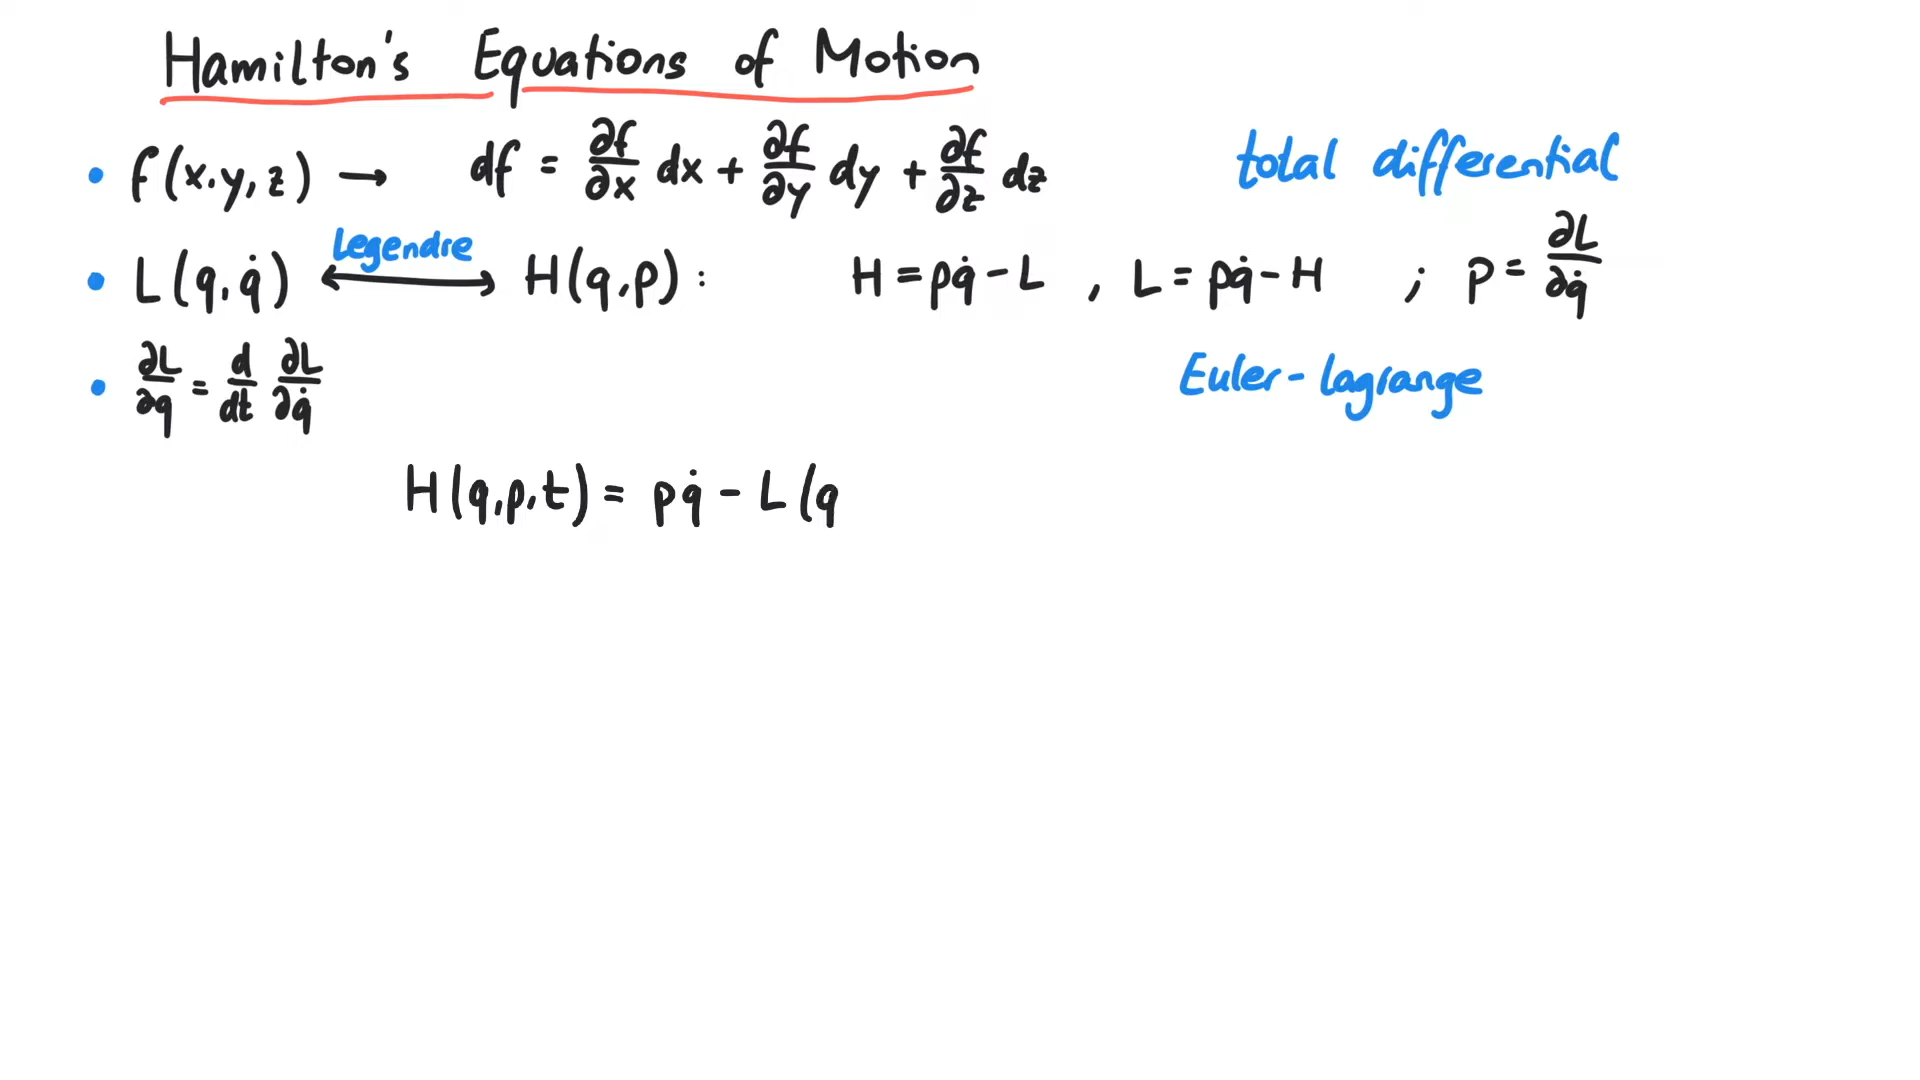 Hamilton's Equations of Motion
• f(x.y,z) → df = ∂f/∂x dx + ∂f/∂y dy + ∂f/∂z dz total differential
• L(q,q̇) ⟷ Legendre H(q,p): H = pq̇ − L , L = pq̇ − H ; p = ∂L/∂q̇
• ∂L/∂q = d/dt ∂L/∂q̇ Euler-Lagrange
H(q,p,t) = pq̇ − L(q